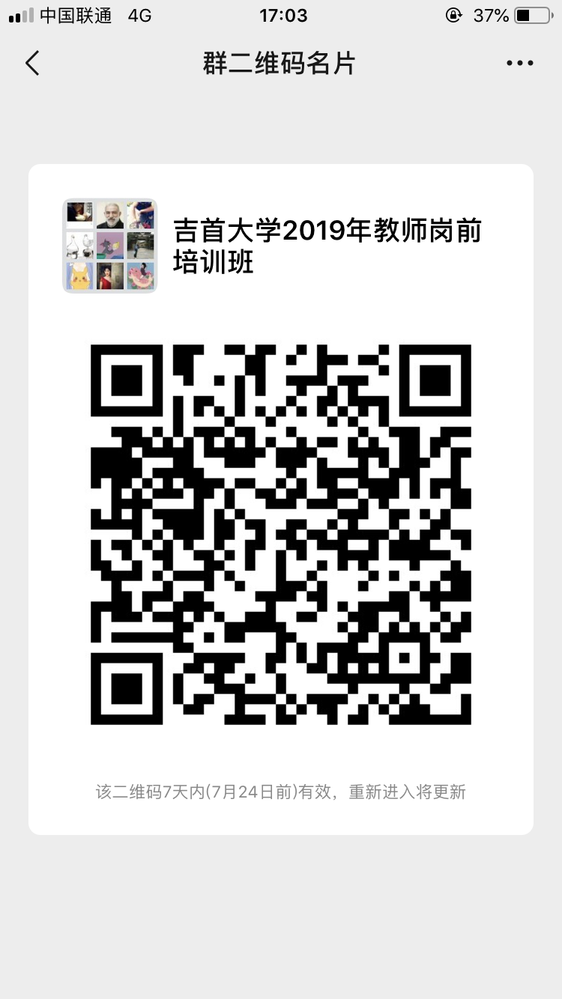 中国联通 4G 17:03 37%
群二维码名片
吉首大学2019年教师岗前
培训班
该二维码7天内(7月24日前)有效，重新进入将更新